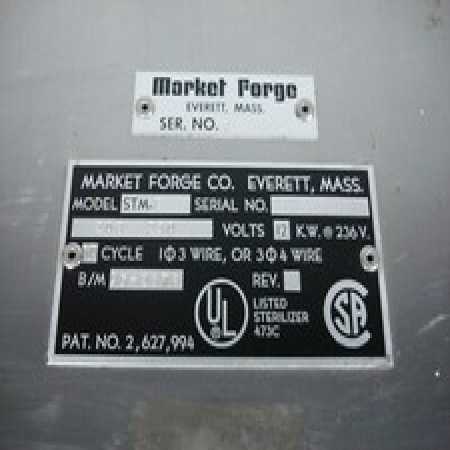 Market Forge
EVERETT, MASS.
SER. NO.
MARKET FORGE CO. EVERETT, MASS.
MODEL STM- SERIAL NO.
VOLTS 12 K.W. @ 236 V.
CYCLE 1Φ3 WIRE, OR 3Φ4 WIRE
B/M REV.
UL
LISTED
STERILIZER
473C
SA
PAT. NO. 2,627,994